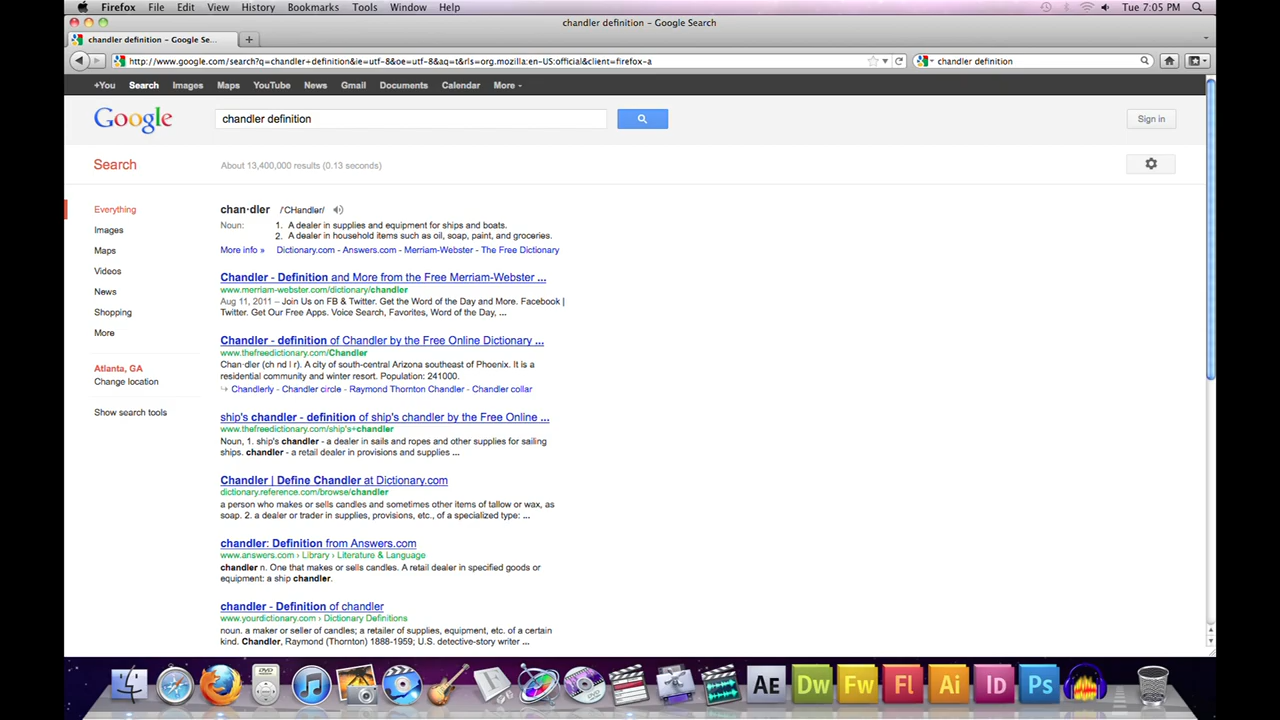 Firefox File Edit View History Bookmarks Tools Window Help Tue 7:05 PM
chandler definition – Google Search
chandler definition – Google Se...
http://www.google.com/search?q=chandler+definition&ie=utf-8&oe=utf-8&aq=t&rls=org.mozilla:en-US:official&client=firefox-a
chandler definition
+You Search Images Maps YouTube News Gmail Documents Calendar More
Google
chandler definition
Sign in
Search
About 13,400,000 results (0.13 seconds)
Everything
Images
Maps
Videos
News
Shopping
More
Atlanta, GA
Change location
Show search tools
chan·dler /ˈCHandlər/
Noun: 1. A dealer in supplies and equipment for ships and boats.
2. A dealer in household items such as oil, soap, paint, and groceries.
More info » Dictionary.com - Answers.com - Merriam-Webster - The Free Dictionary
Chandler - Definition and More from the Free Merriam-Webster ...
www.merriam-webster.com/dictionary/chandler
Aug 11, 2011 – Join Us on FB & Twitter. Get the Word of the Day and More. Facebook |
Twitter. Get Our Free Apps. Voice Search, Favorites, Word of the Day, ...
Chandler - definition of Chandler by the Free Online Dictionary ...
www.thefreedictionary.com/Chandler
Chan·dler (ch nd l r). A city of south-central Arizona southeast of Phoenix. It is a
residential community and winter resort. Population: 241000.
Chandlerly - Chandler circle - Raymond Thornton Chandler - Chandler collar
ship's chandler - definition of ship's chandler by the Free Online ...
www.thefreedictionary.com/ship's+chandler
Noun, 1. ship's chandler - a dealer in sails and ropes and other supplies for sailing
ships. chandler - a retail dealer in provisions and supplies ...
Chandler | Define Chandler at Dictionary.com
dictionary.reference.com/browse/chandler
a person who makes or sells candles and sometimes other items of tallow or wax, as
soap. 2. a dealer or trader in supplies, provisions, etc., of a specialized type: ...
chandler: Definition from Answers.com
www.answers.com › Library › Literature & Language
chandler n. One that makes or sells candles. A retail dealer in specified goods or
equipment: a ship chandler.
chandler - Definition of chandler
www.yourdictionary.com › Dictionary Definitions
noun. a maker or seller of candles; a retailer of supplies, equipment, etc. of a certain
kind. Chandler, Raymond (Thornton) 1888-1959; U.S. detective-story writer ...
AE Dw Fw Fl Ai Id Ps